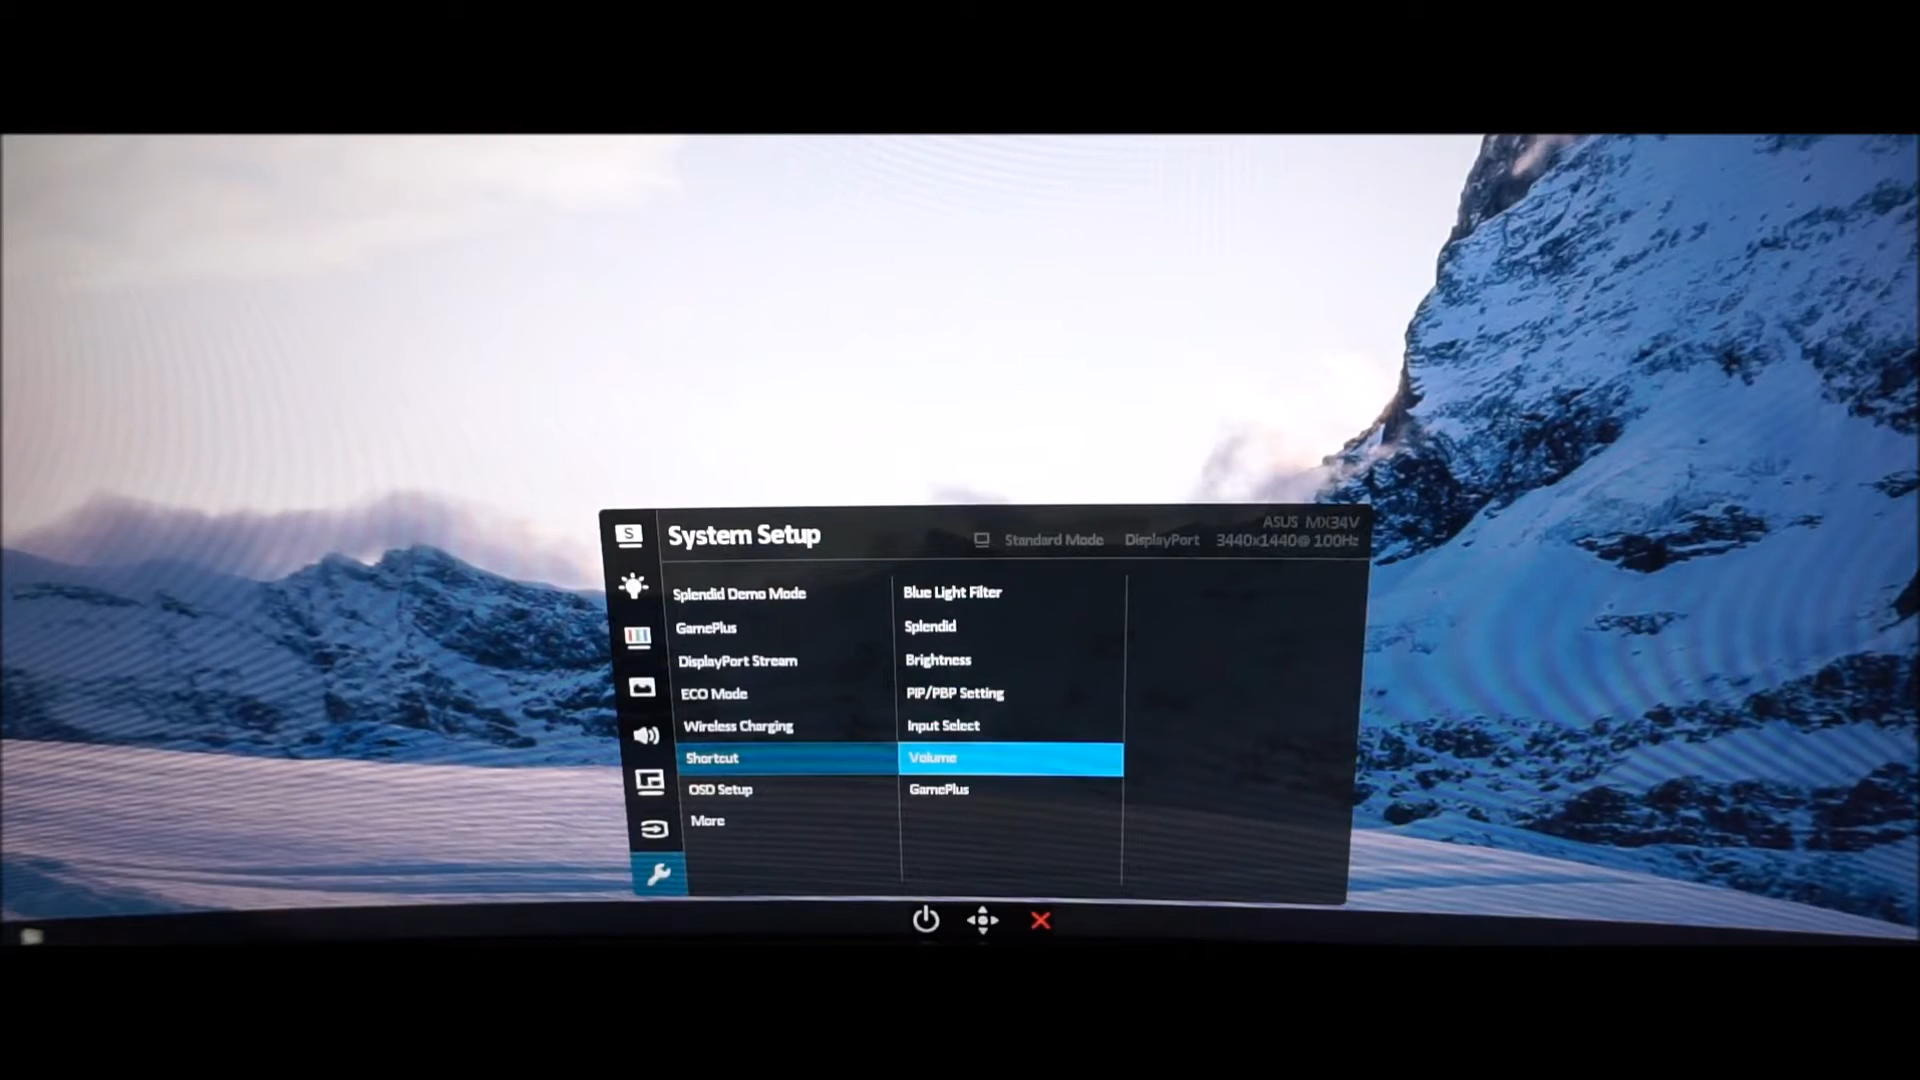 S
System Setup
ASUS MX34V
Standard Mode DisplayPort 3440x1440@ 100Hz
Splendid Demo Mode
GamePlus
DisplayPort Stream
ECO Mode
Wireless Charging
Shortcut
OSD Setup
More
Blue Light Filter
Splendid
Brightness
PIP/PBP Setting
Input Select
Volume
GamePlus